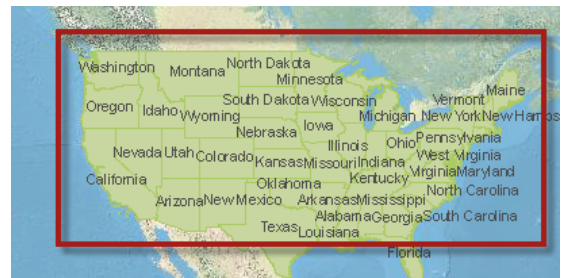 Washington
Montana
North Dakota
Minnesota
Maine
Oregon
Idaho
Wyoming
South Dakota
Wisconsin
Michigan
Vermont
New York
New Hamps
Nebraska
Iowa
Illinois
Ohio
Pennsylvania
Nevada
Utah
Colorado
Kansas
Missouri
Indiana
West Virginia
California
Kentucky
Virginia
Maryland
Oklahoma
North Carolina
Arizona
New Mexico
Arkansas
Mississippi
Alabama
Georgia
South Carolina
Texas
Louisiana
Florida